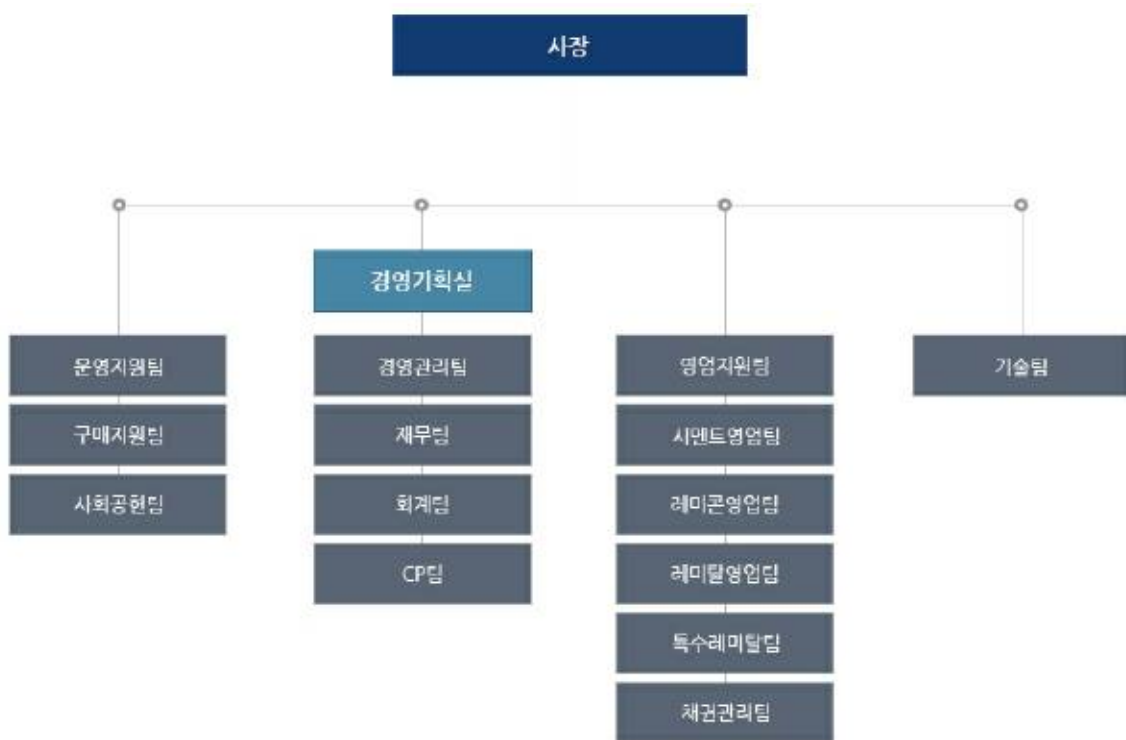 사장
경영기획실
운영지원팀
구매지원팀
사회공헌팀
경영관리팀
재무팀
회계팀
CP팀
영업지원팀
시멘트영업팀
레미콘영업팀
레미탈영업팀
특수레미탈팀
채권관리팀
기술팀